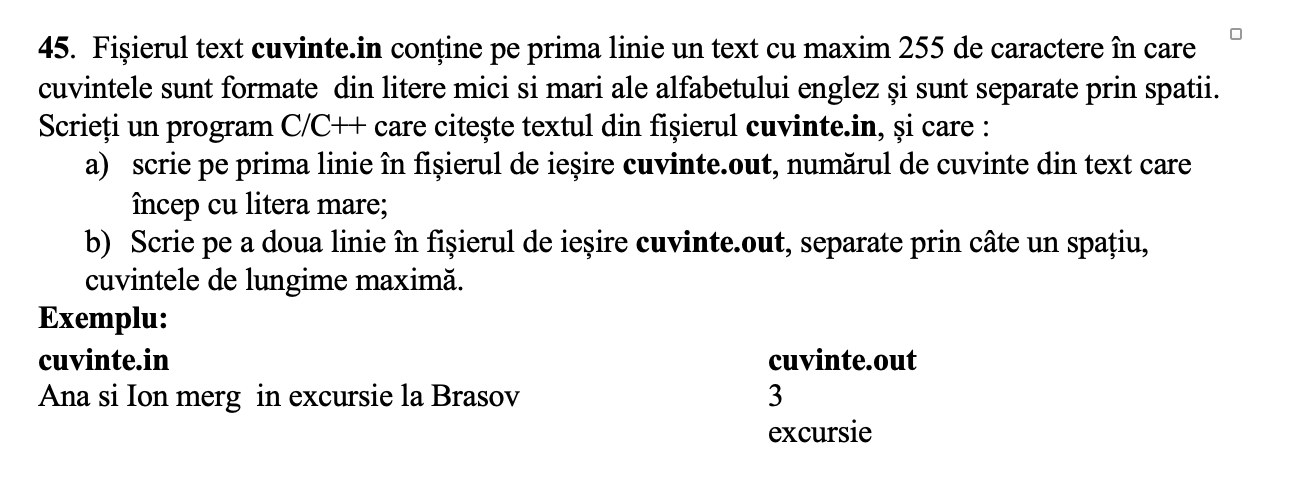 45.  Fișierul text cuvinte.in conține pe prima linie un text cu maxim 255 de caractere în care
cuvintele sunt formate  din litere mici si mari ale alfabetului englez și sunt separate prin spatii.
Scrieți un program C/C++ care citește textul din fișierul cuvinte.in, și care :
a)  scrie pe prima linie în fișierul de ieșire cuvinte.out, numărul de cuvinte din text care
încep cu litera mare;
b)  Scrie pe a doua linie în fișierul de ieșire cuvinte.out, separate prin câte un spațiu,
cuvintele de lungime maximă.
Exemplu:
cuvinte.in cuvinte.out
Ana si Ion merg  in excursie la Brasov 3
excursie